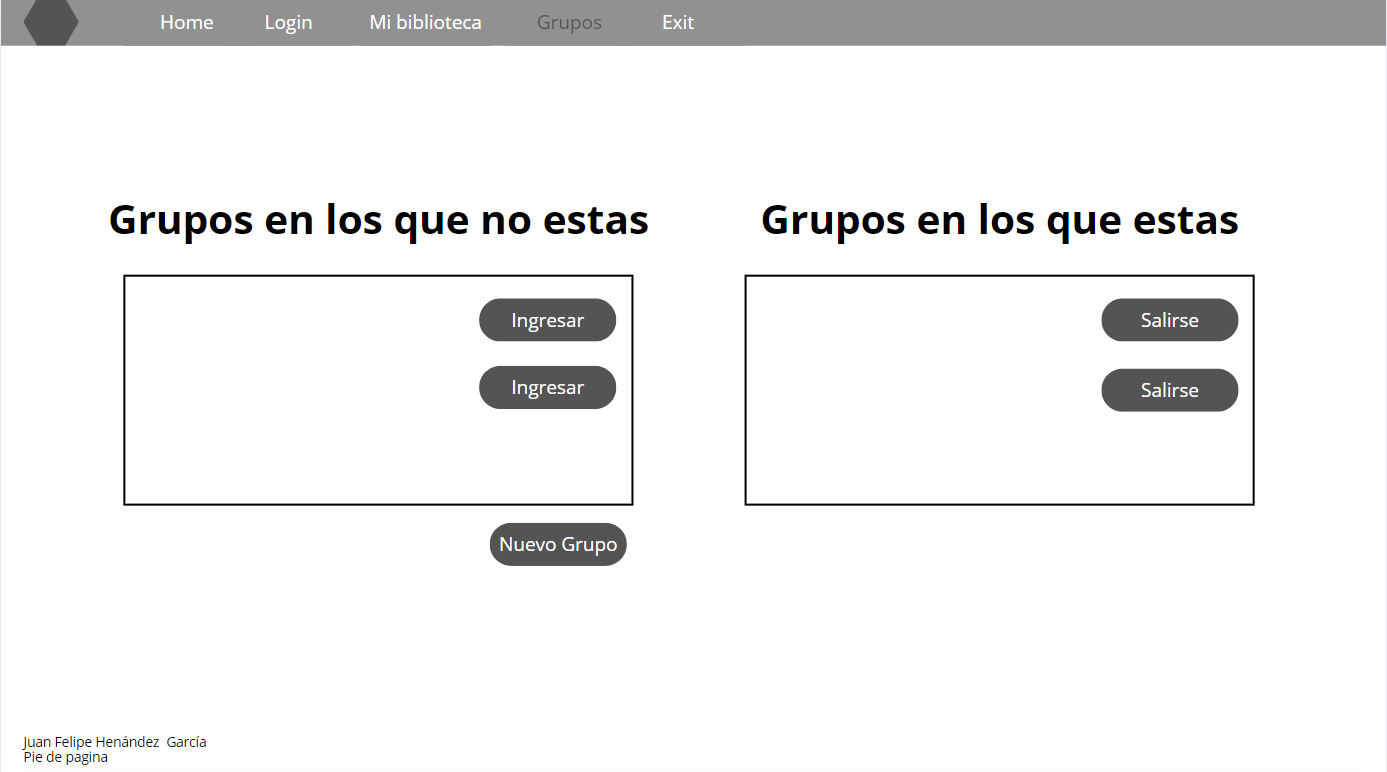 Home Login Mi biblioteca Grupos Exit
Grupos en los que no estas
Grupos en los que estas
Ingresar
Ingresar
Salirse
Salirse
Nuevo Grupo
Juan Felipe Henández García
Pie de pagina